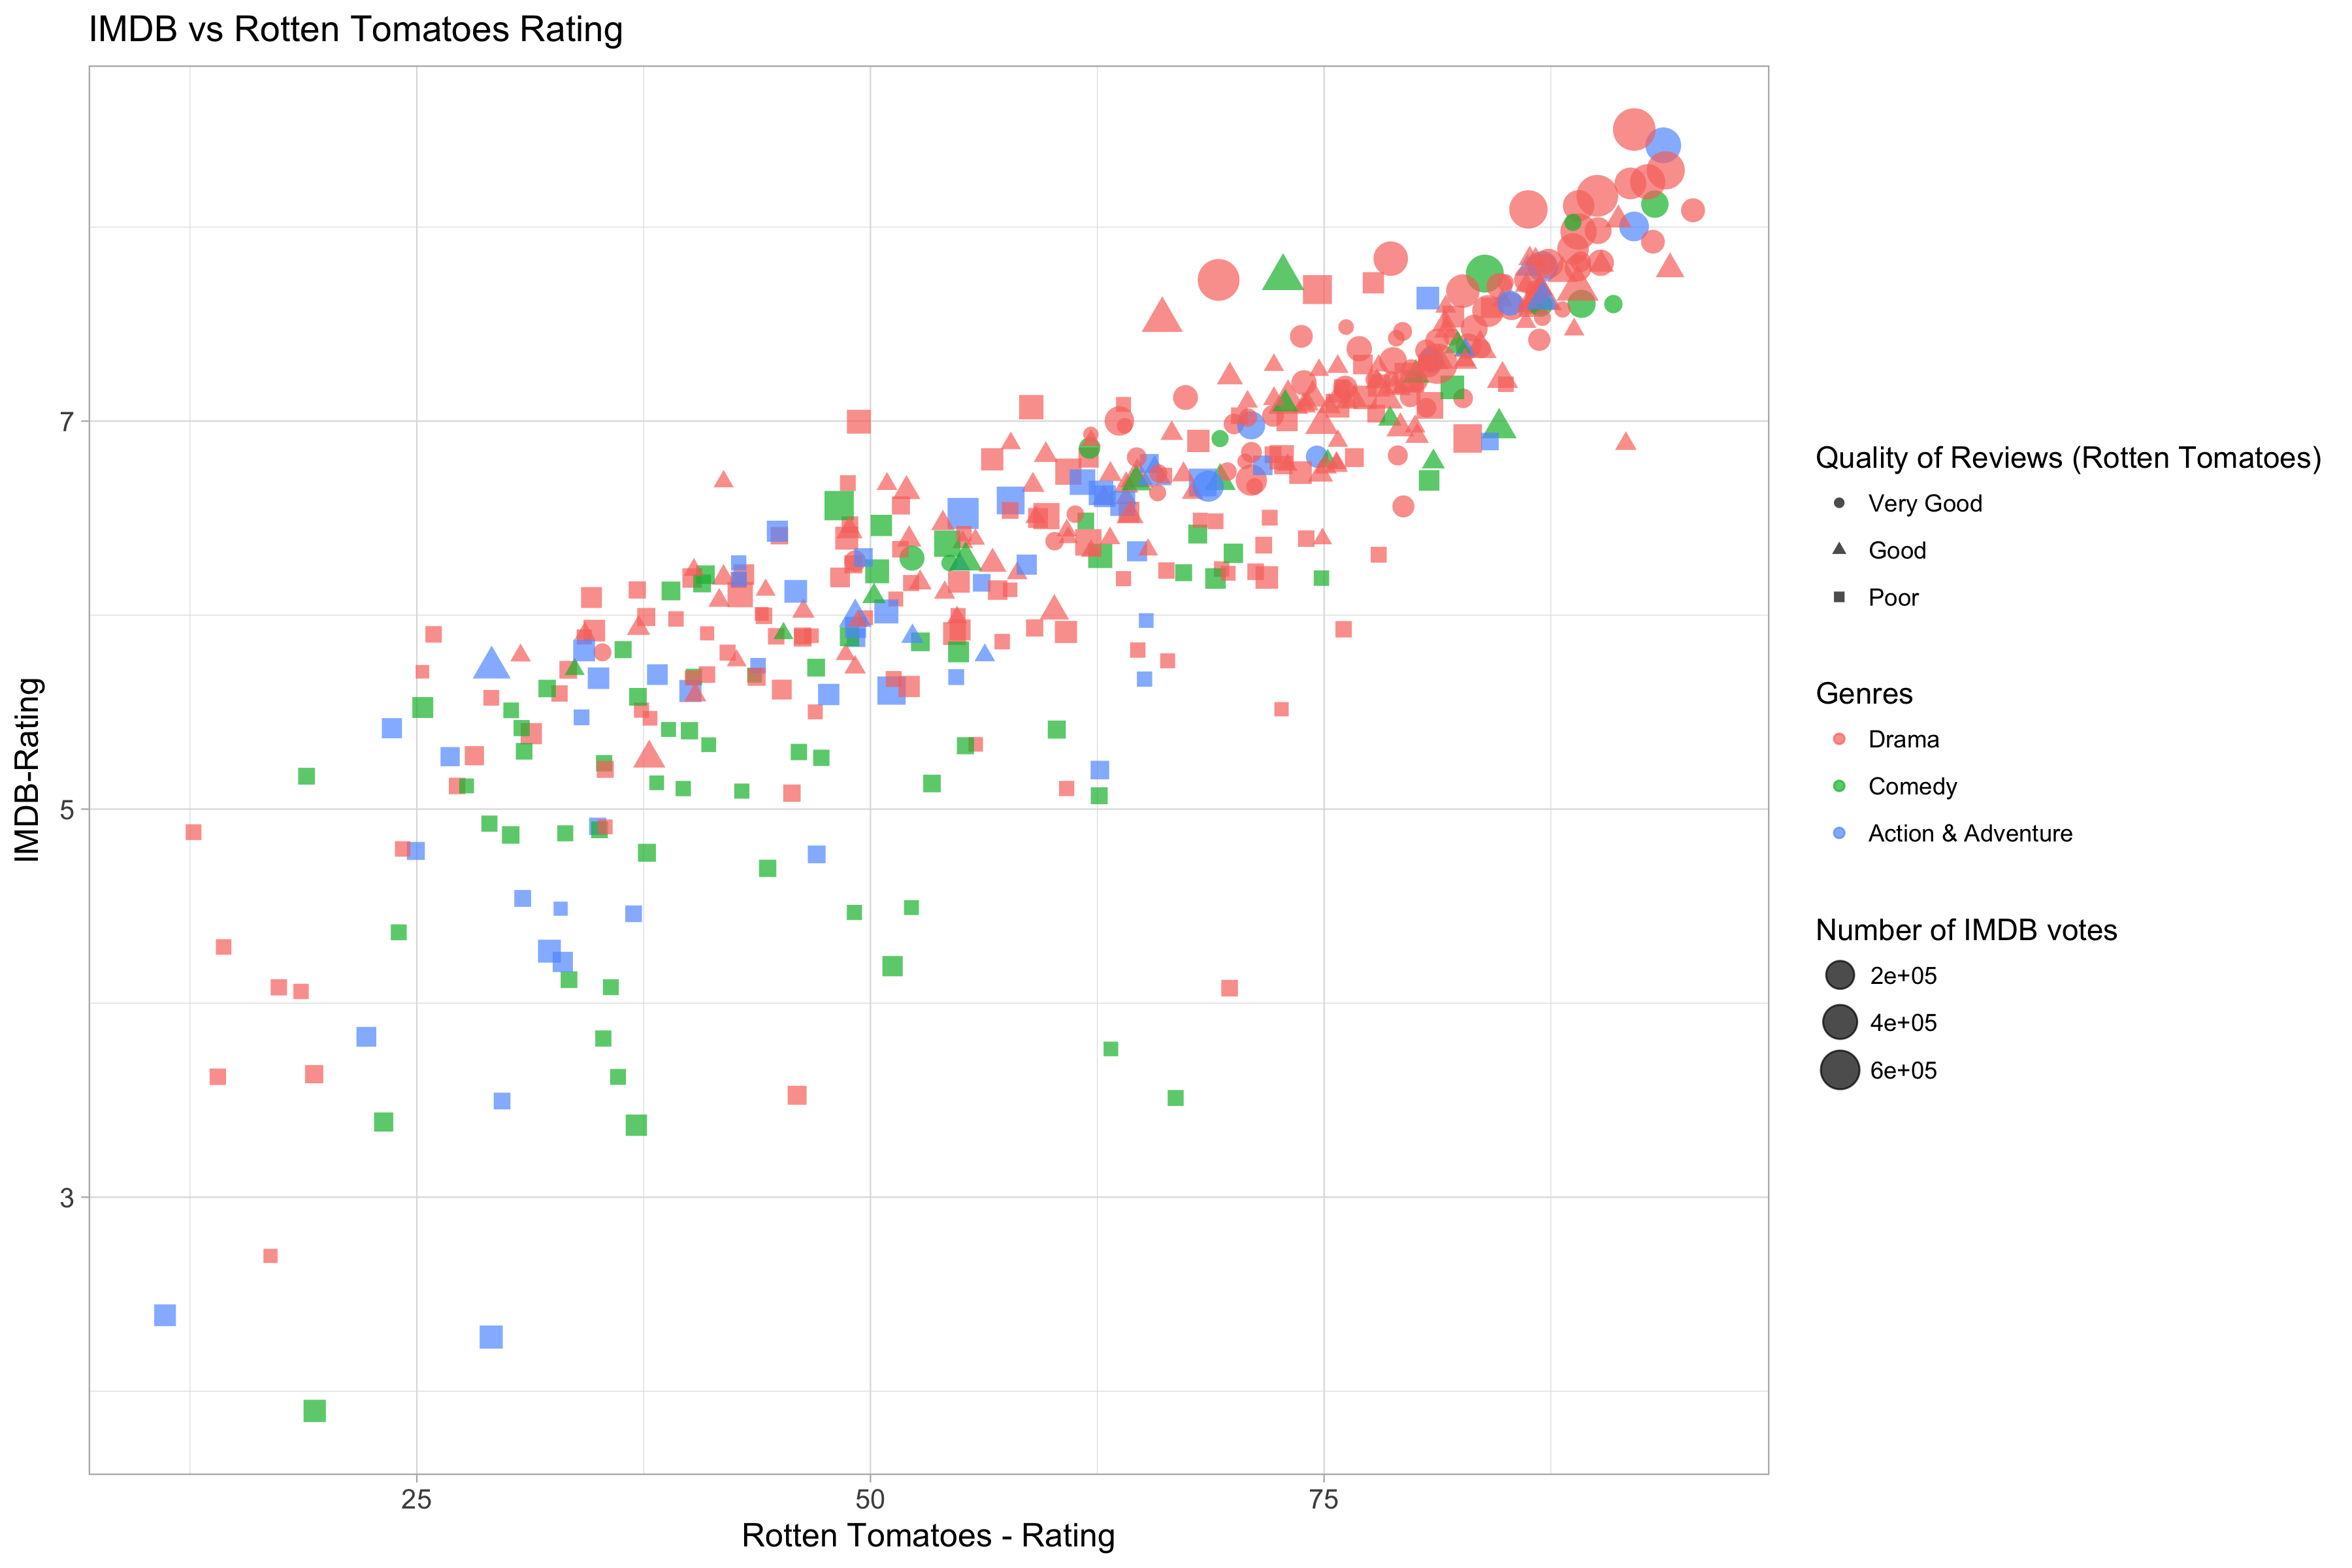 IMDB vs Rotten Tomatoes Rating
IMDB-Rating
7
5
3
25
50
75
Rotten Tomatoes - Rating
Quality of Reviews (Rotten Tomatoes)
Very Good
Good
Poor
Genres
Drama
Comedy
Action & Adventure
Number of IMDB votes
2e+05
4e+05
6e+05